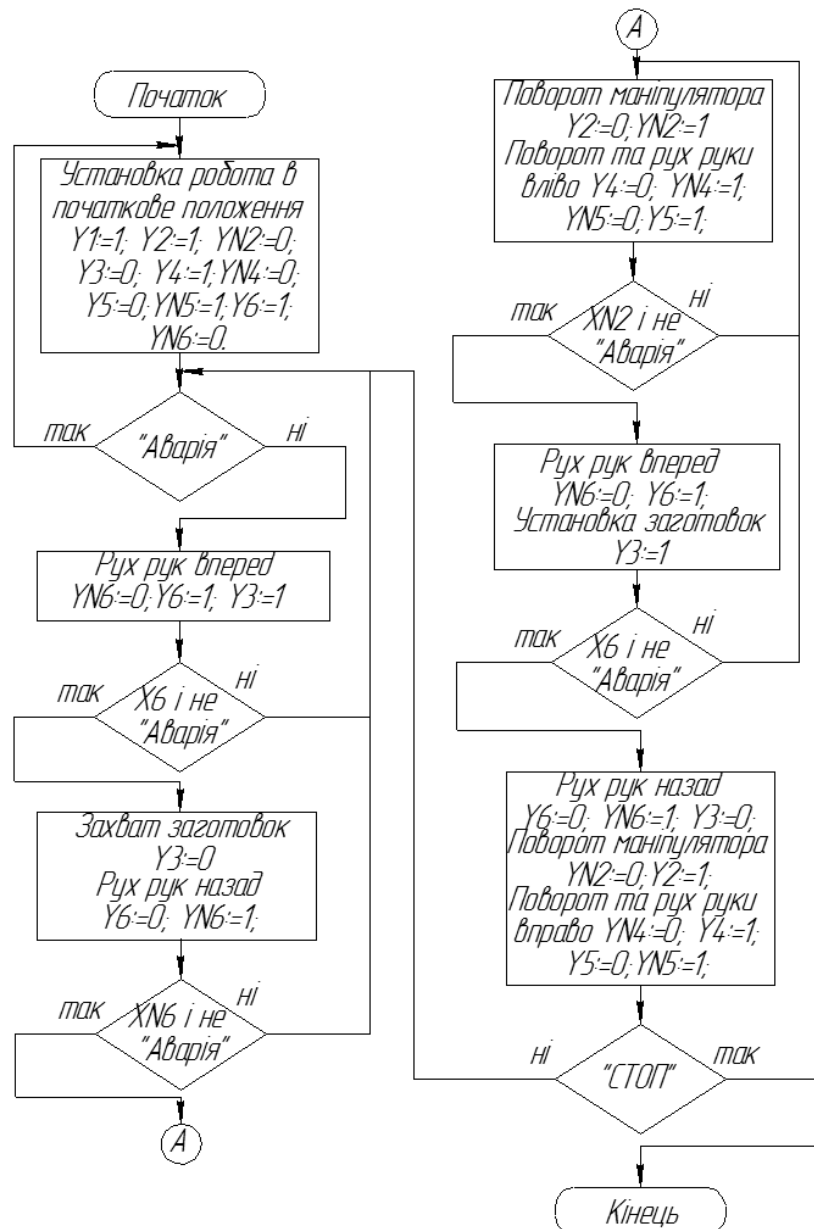 Початок
Установка робота в
початкове положення
Y1:=1; Y2:=1; YN2:=0;
Y3:=0; Y4:=1; YN4:=0;
Y5:=0; YN5:=1; Y6:=1;
YN6:=0.
так
"Аварія"
ні
Рух рук вперед
YN6:=0; Y6:=1; Y3:=1
так
X6 і не
"Аварія"
ні
Захват заготовок
Y3:=0
Рух рук назад
Y6:=0; YN6:=1;
так
XN6 і не
"Аварія"
ні
А
А
Поворот маніпулятора
Y2:=0; YN2:=1
Поворот та рух руки
вліво Y4:=0; YN4:=1;
YN5:=0; Y5:=1;
так
XN2 і не
"Аварія"
ні
Рух рук вперед
YN6:=0; Y6:=1;
Установка заготовок
Y3:=1
так
X6 і не
"Аварія"
ні
Рух рук назад
Y6:=0; YN6:=1; Y3:=0;
Поворот маніпулятора
YN2:=0; Y2:=1;
Поворот та рух руки
вправо YN4:=0; Y4:=1;
Y5:=0; YN5:=1;
ні
"СТОП"
так
Кінець